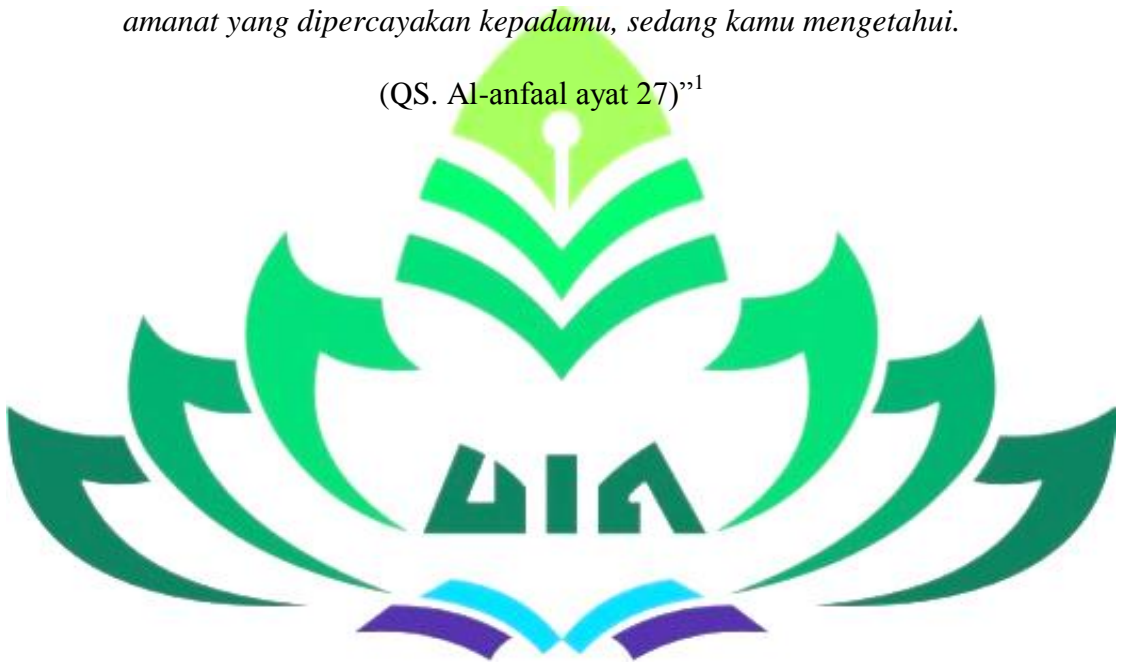 amanat yang dipercayakan kepadamu, sedang kamu mengetahui.
(QS. Al-anfaal ayat 27)”1
UIN